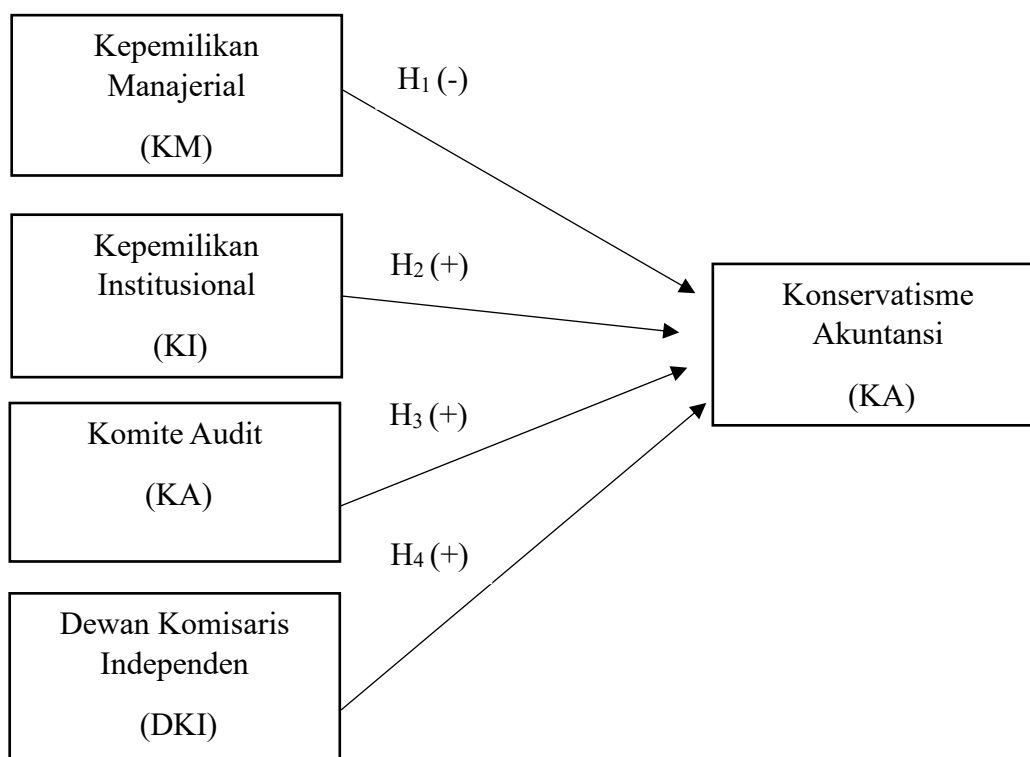 Kepemilikan
Manajerial
(KM)
H₁ (-)
Kepemilikan
Institusional
(KI)
H₂ (+)
Komite Audit
(KA)
H₃ (+)
Dewan Komisaris
Independen
(DKI)
H₄ (+)
Konservatisme
Akuntansi
(KA)